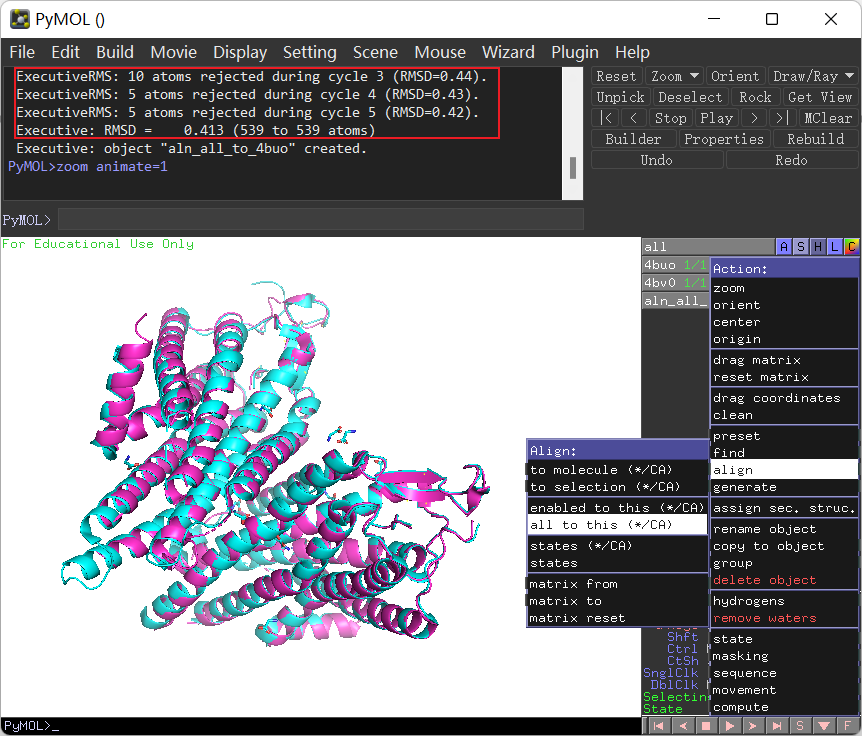 PyMOL ()
File Edit Build Movie Display Setting Scene Mouse Wizard Plugin Help
ExecutiveRMS: 10 atoms rejected during cycle 3 (RMSD=0.44).
ExecutiveRMS: 5 atoms rejected during cycle 4 (RMSD=0.43).
ExecutiveRMS: 5 atoms rejected during cycle 5 (RMSD=0.42).
Executive: RMSD = 0.413 (539 to 539 atoms)
Executive: object "aln_all_to_4buo" created.
PyMOL>zoom animate=1
Reset Zoom Orient Draw/Ray
Unpick Deselect Rock Get View
|< < Stop Play > >| MClear
Builder Properties Rebuild
Undo Redo
PyMOL>
For Educational Use Only
all A S H L C
4buo 1/1
4bv0 1/1
aln_all_
Action:
zoom
orient
center
origin
drag matrix
reset matrix
drag coordinates
clean
preset
find
align
generate
assign sec. struc.
rename object
copy to object
group
delete object
hydrogens
remove waters
state
masking
sequence
movement
compute
Align:
to molecule (*/CA)
to selection (*/CA)
enabled to this (*/CA)
all to this (*/CA)
states (*/CA)
states
matrix from
matrix to
matrix reset
Shft
Ctrl
CtSh
SnglClk
DblClk
Selectin
State
PyMOL>_
S F